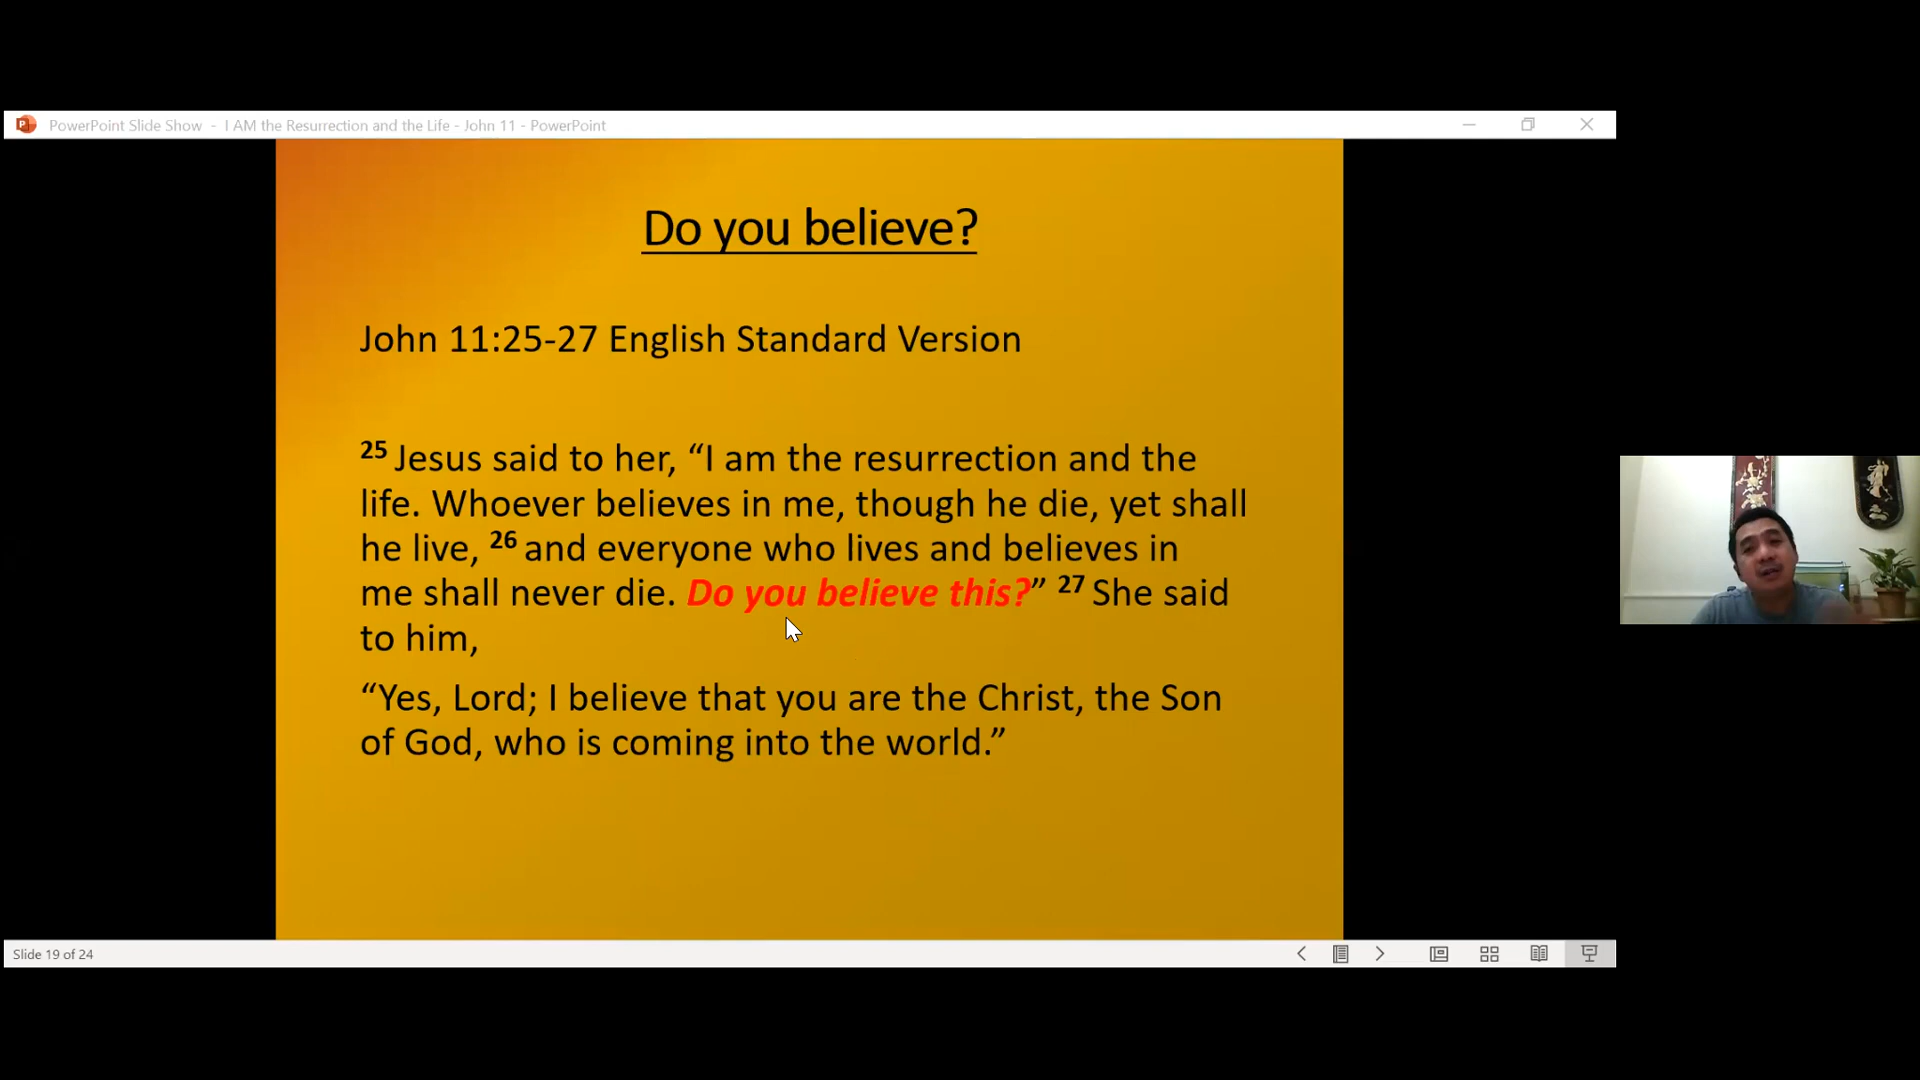 PowerPoint Slide Show - I AM the Resurrection and the Life - John 11 - PowerPoint
Do you believe?
John 11:25-27 English Standard Version
25 Jesus said to her, “I am the resurrection and the
life. Whoever believes in me, though he die, yet shall
he live, 26 and everyone who lives and believes in
me shall never die. Do you believe this?” 27 She said
to him,
“Yes, Lord; I believe that you are the Christ, the Son
of God, who is coming into the world.”
Slide 19 of 24